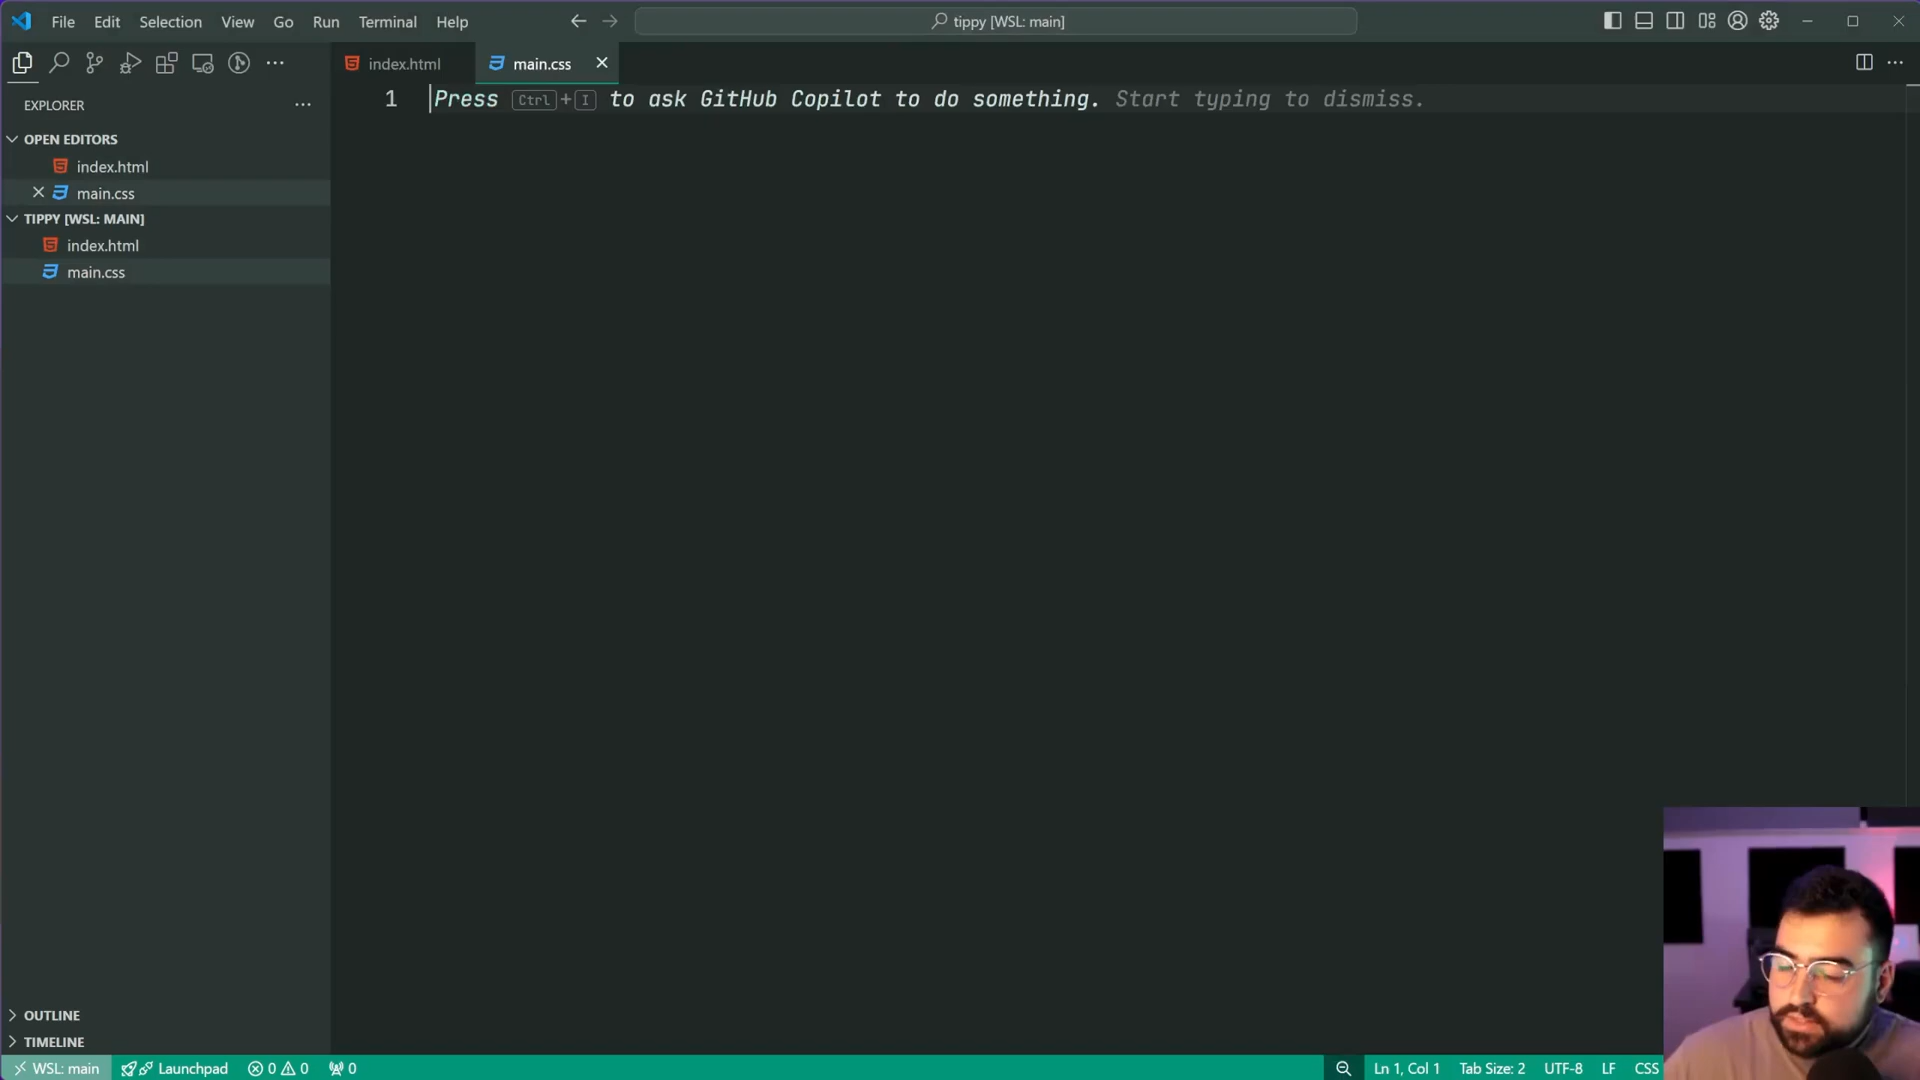 File Edit Selection View Go Run Terminal Help
tippy [WSL: main]
index.html main.css
EXPLORER
1 Press Ctrl+I to ask GitHub Copilot to do something. Start typing to dismiss.
OPEN EDITORS
index.html
main.css
TIPPY [WSL: MAIN]
index.html
main.css
OUTLINE
TIMELINE
WSL: main Launchpad 0 0 0 Ln 1, Col 1 Tab Size: 2 UTF-8 LF CSS